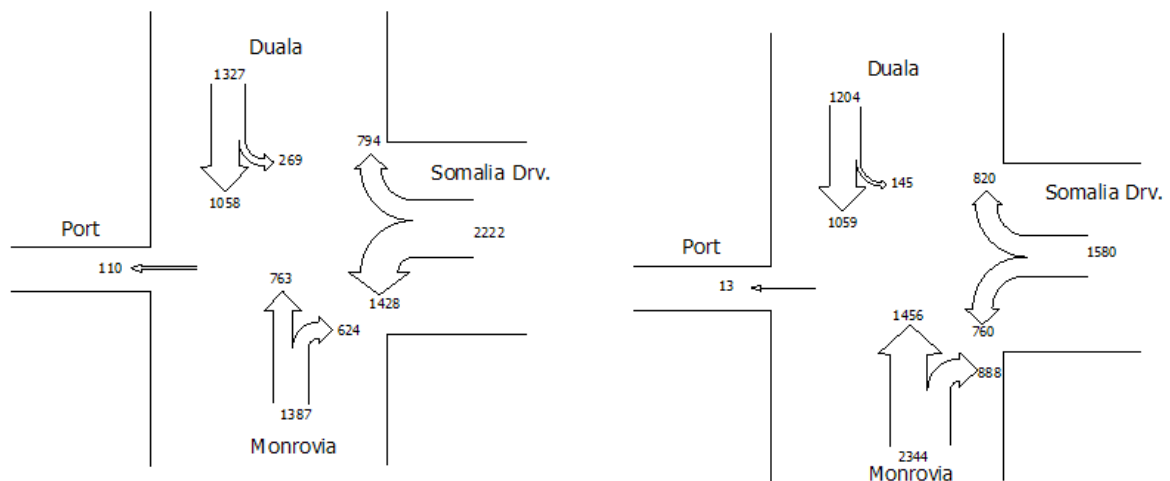 Duala
1327
794
269
Somalia Drv.
1058
Port
2222
110
763
1428
624
1387
Monrovia
Duala
1204
145
820
Somalia Drv.
1059
Port
1580
13
1456
760
888
2344
Monrovia